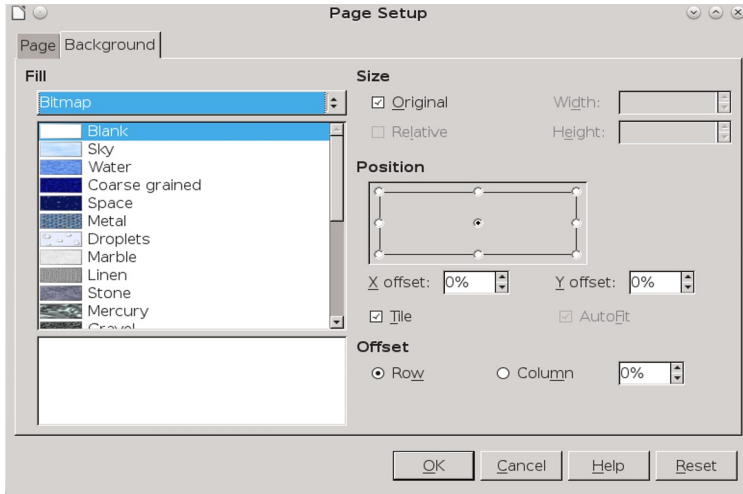 Page Setup
Page Background
Fill
Bitmap
Blank
Sky
Water
Coarse grained
Space
Metal
Droplets
Marble
Linen
Stone
Mercury
Gravel
Size
Original Width:
Relative Height:
Position
X offset: 0% Y offset: 0%
Tile AutoFit
Offset
Row Column 0%
OK Cancel Help Reset